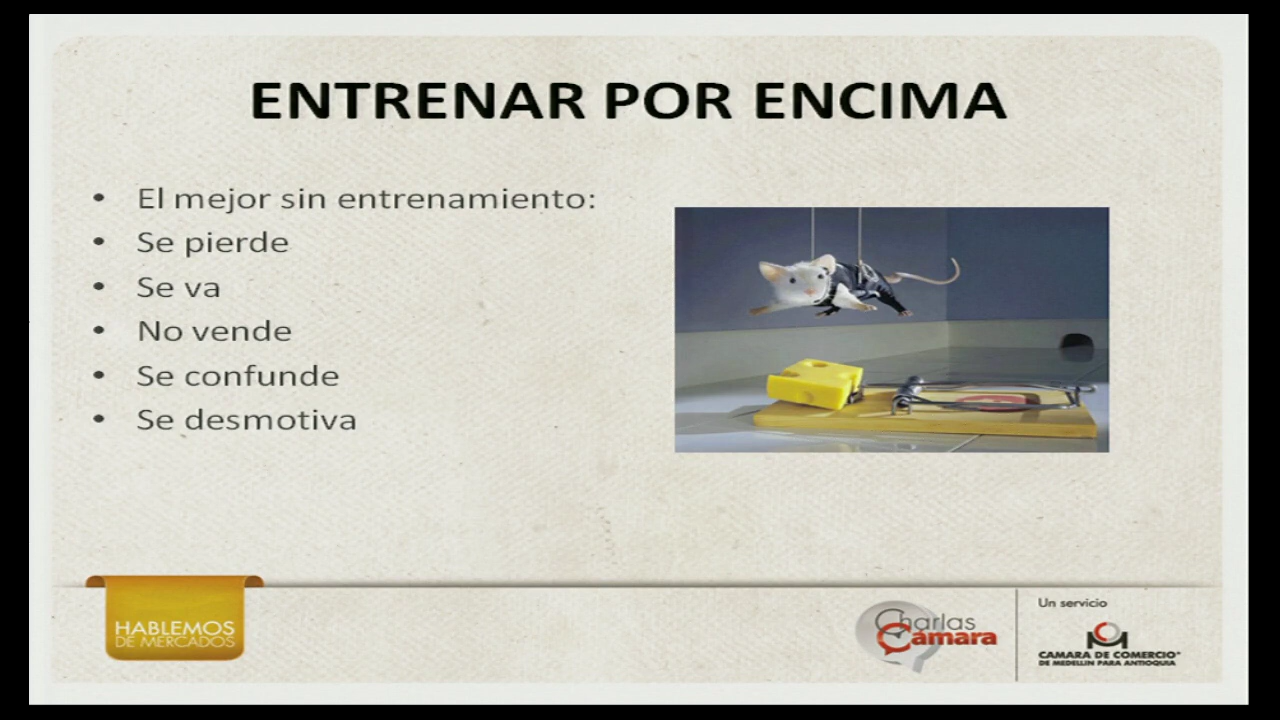 ENTRENAR POR ENCIMA
• El mejor sin entrenamiento:
• Se pierde
• Se va
• No vende
• Se confunde
• Se desmotiva
HABLEMOS
DE MERCADOS
Charlas
Cámara
Un servicio
CAMARA DE COMERCIO
DE MEDELLIN PARA ANTIOQUIA